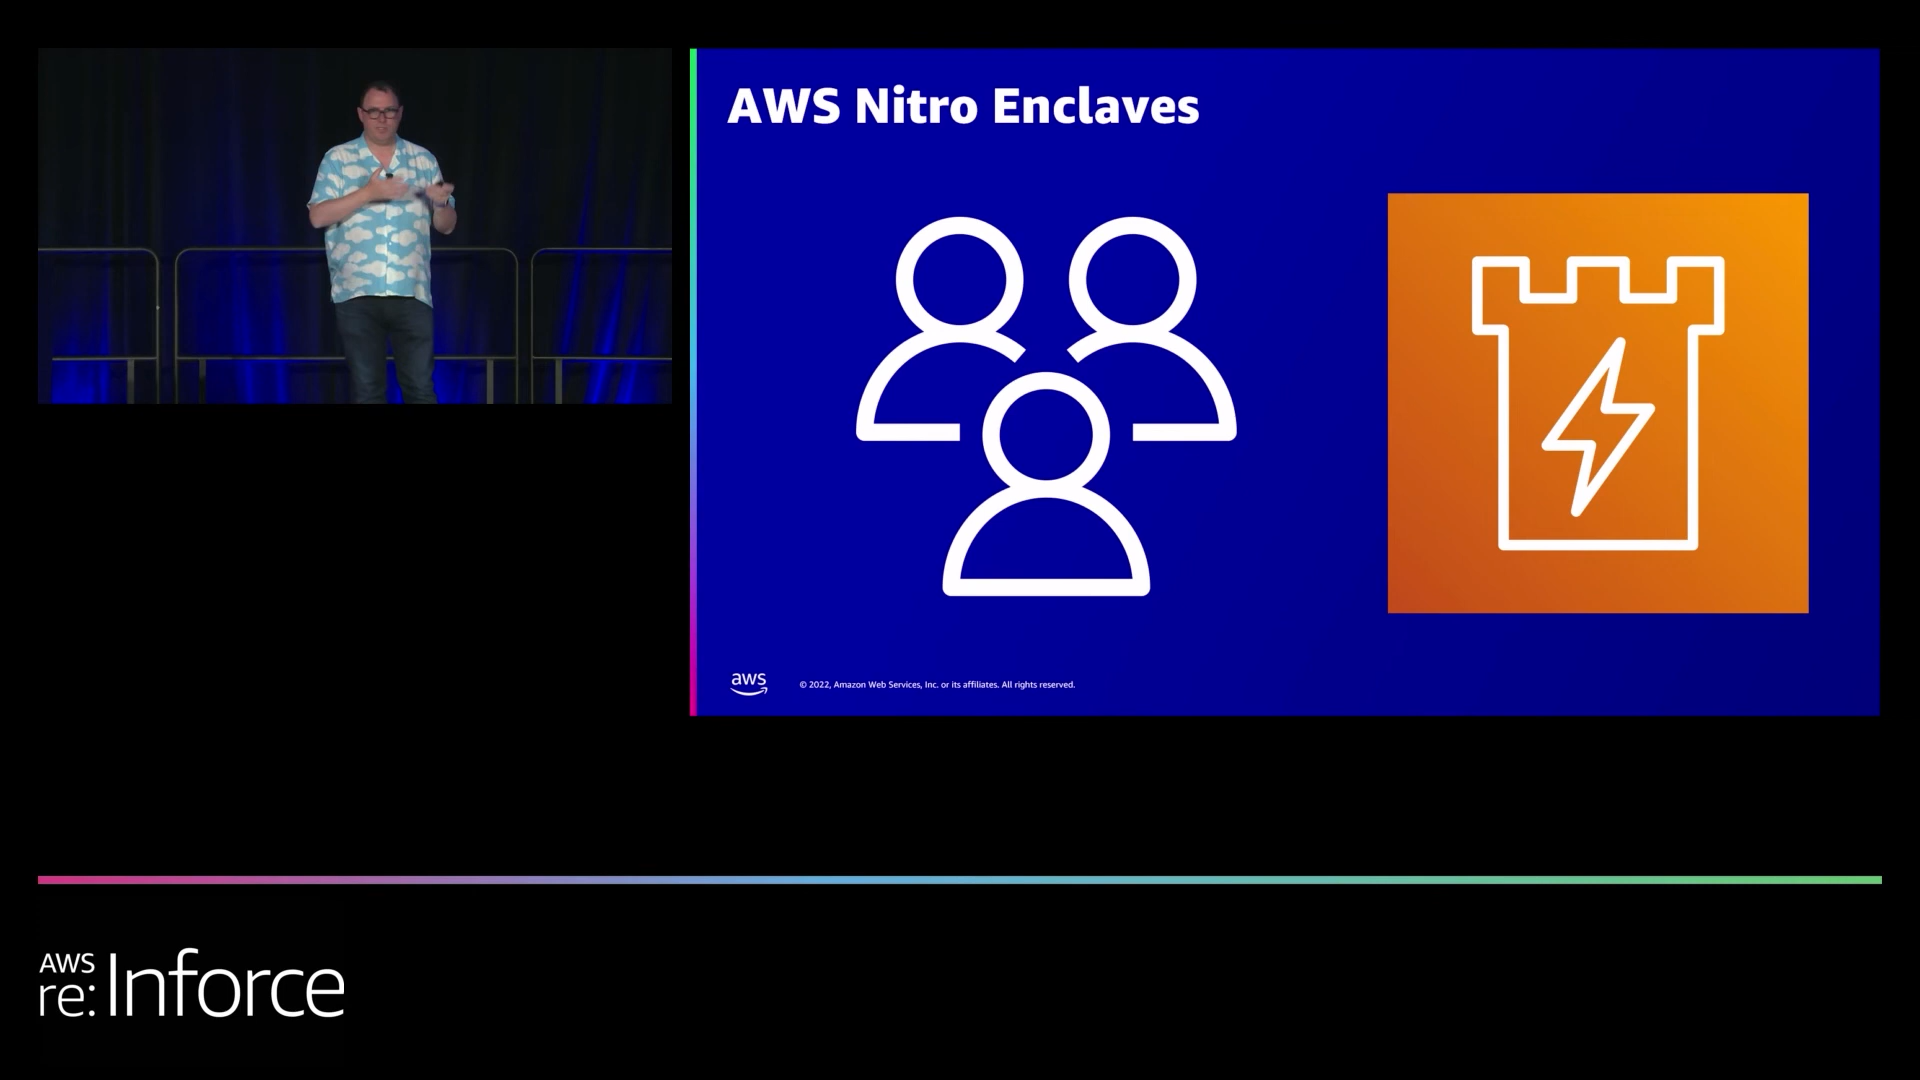 AWS Nitro Enclaves
aws
© 2022, Amazon Web Services, Inc. or its affiliates. All rights reserved.
AWS
re:Inforce